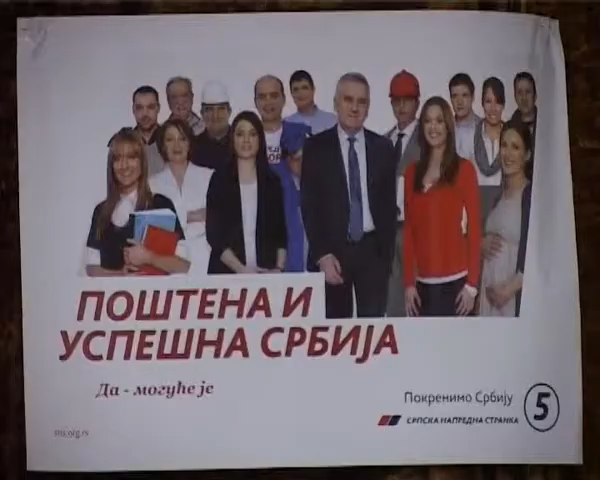 ПОШТЕНА И
УСПЕШНА СРБИЈА
Да - могуће је
Покренимо Србију
СРПСКА НАПРЕДНА СТРАНКА
5